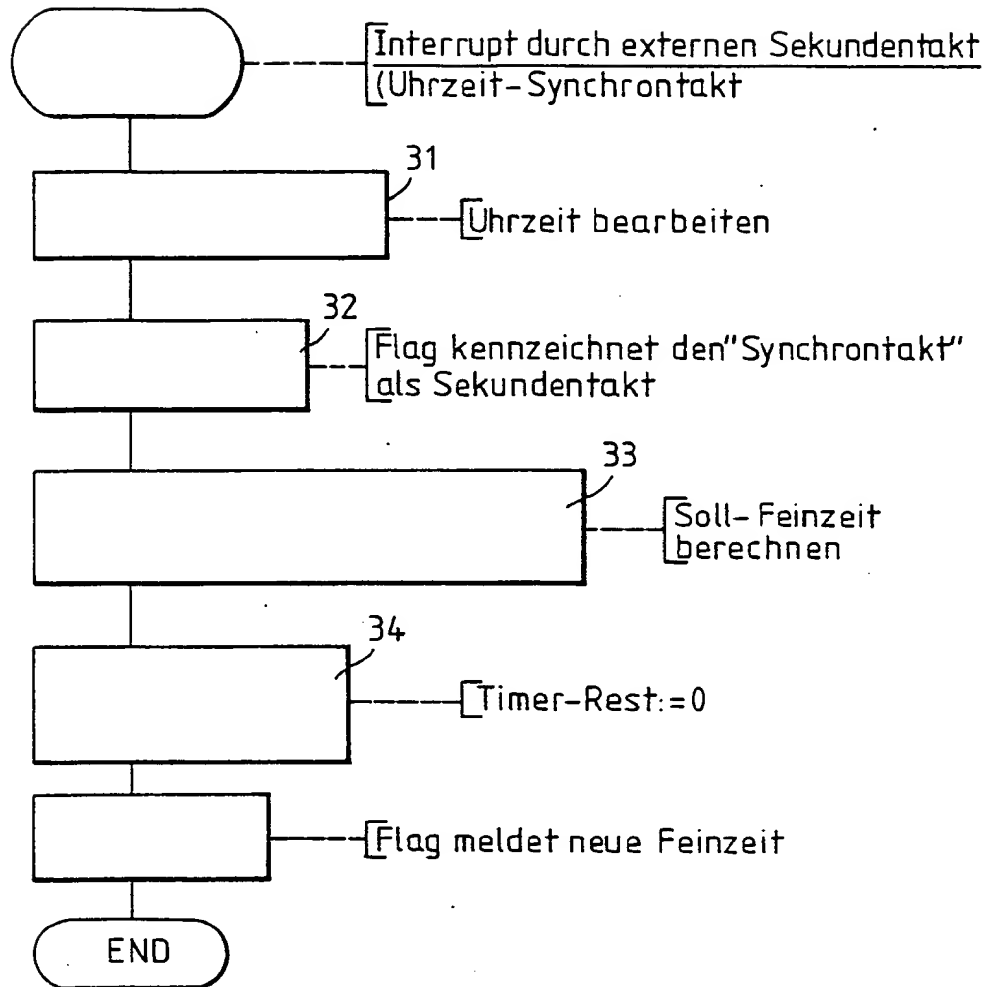 Interrupt durch externen Sekundentakt
(Uhrzeit-Synchrontakt
31
Uhrzeit bearbeiten
32
Flag kennzeichnet den "Synchrontakt"
als Sekundentakt
33
Soll-Feinzeit
berechnen
34
Timer-Rest:=0
Flag meldet neue Feinzeit
END